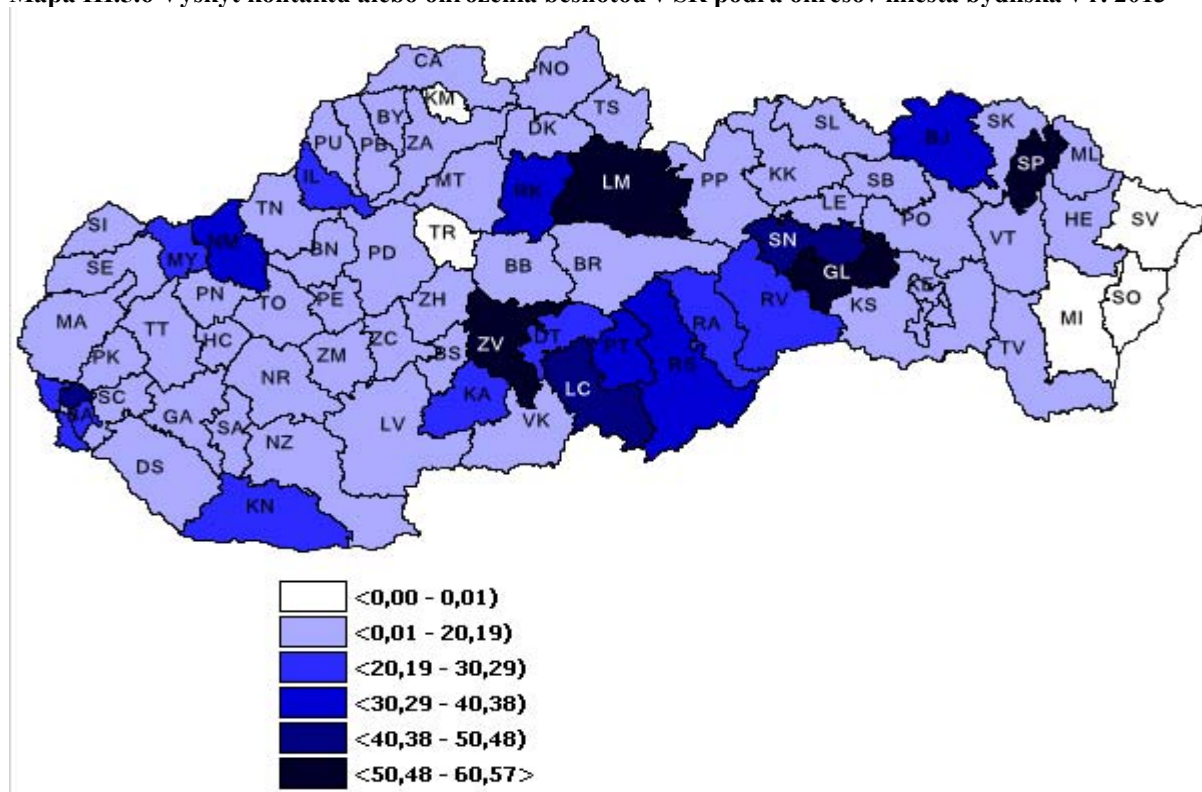 kontaktu alebo ohrozenia besnotou v SR podľa okresov miesta bydliska v r.
CA
NO
KM
TS
BY
DK
PU
PB
ZA
SL
BJ
SK
ML
SP
IL
MT
RK
LM
PP
KK
SB
TN
LE
PO
HE
SV
SI
NM
TR
SN
VT
MY
BN
PD
BB
BR
SE
GL
PN
TO
PE
ZH
RV
KS
KE
SO
MA
TT
HC
ZM
ZC
BS
ZV
DT
PT
RA
MI
PK
NR
KA
LC
RS
TV
BA
SC
GA
SA
NZ
LV
VK
DS
KN
<0,00 - 0,01)
<0,01 - 20,19)
<20,19 - 30,29)
<30,29 - 40,38)
<40,38 - 50,48)
<50,48 - 60,57>